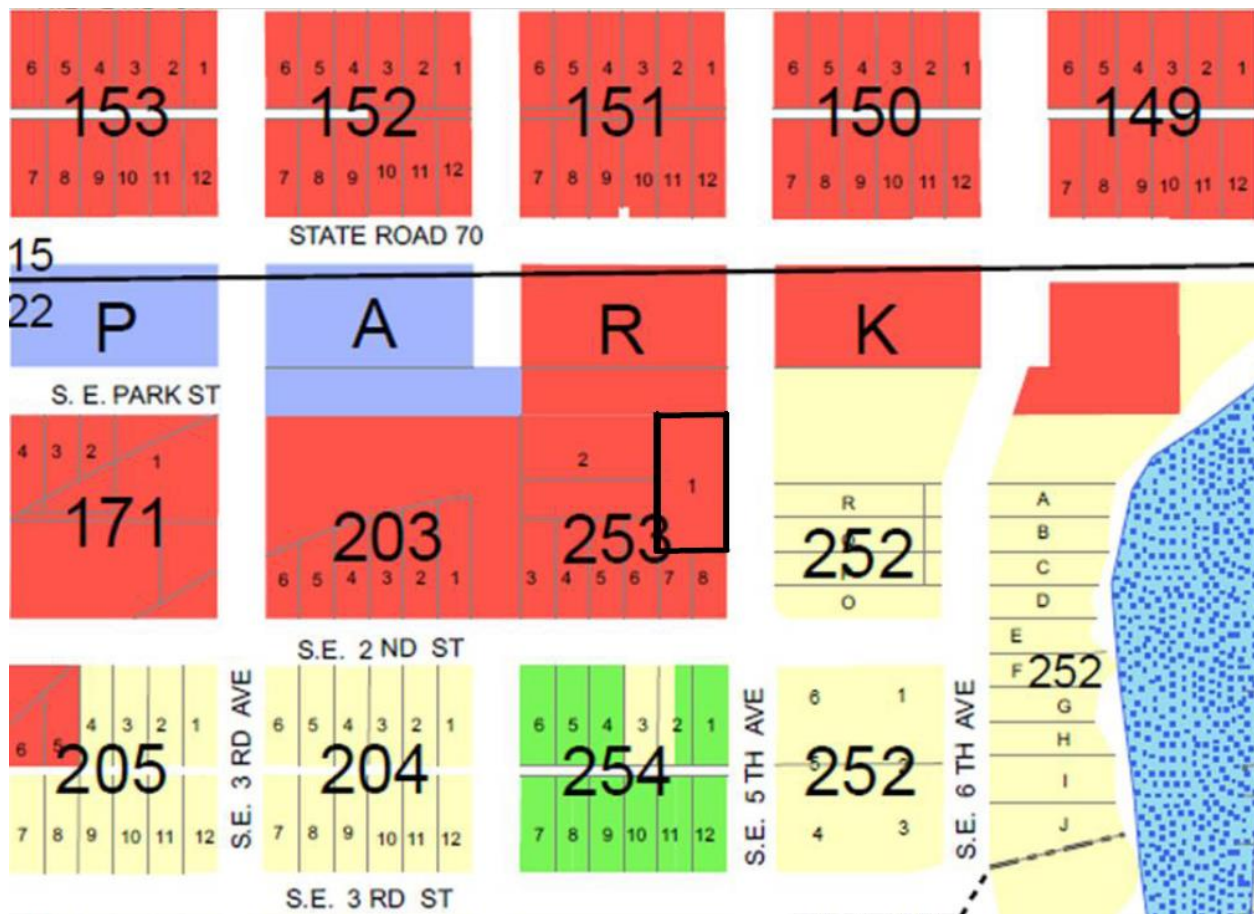 6 5 4 3 2 1
153
7 8 9 10 11 12
6 5 4 3 2 1
152
7 8 9 10 11 12
6 5 4 3 2 1
151
7 8 9 10 11 12
6 5 4 3 2 1
150
7 8 9 10 11 12
6 5 4 3 2 1
149
7 8 9 10 11 12
STATE ROAD 70
15
22
P A R K
S. E. PARK ST
4 3 2 1
171
203
6 5 4 3 2 1
2
1
253
3 4 5 6 7 8
R
252
O
A
B
C
D
E
F
252
G
H
I
J
S.E. 2 ND ST
S.E. 3 RD AVE
S.E. 5 TH AVE
S.E. 6 TH AVE
4 3 2 1
6 5
205
7 8 9 10 11 12
6 5 4 3 2 1
204
7 8 9 10 11 12
6 5 4 3 2 1
254
7 8 9 10 11 12
6 1
252
4 3
S.E. 3 RD ST